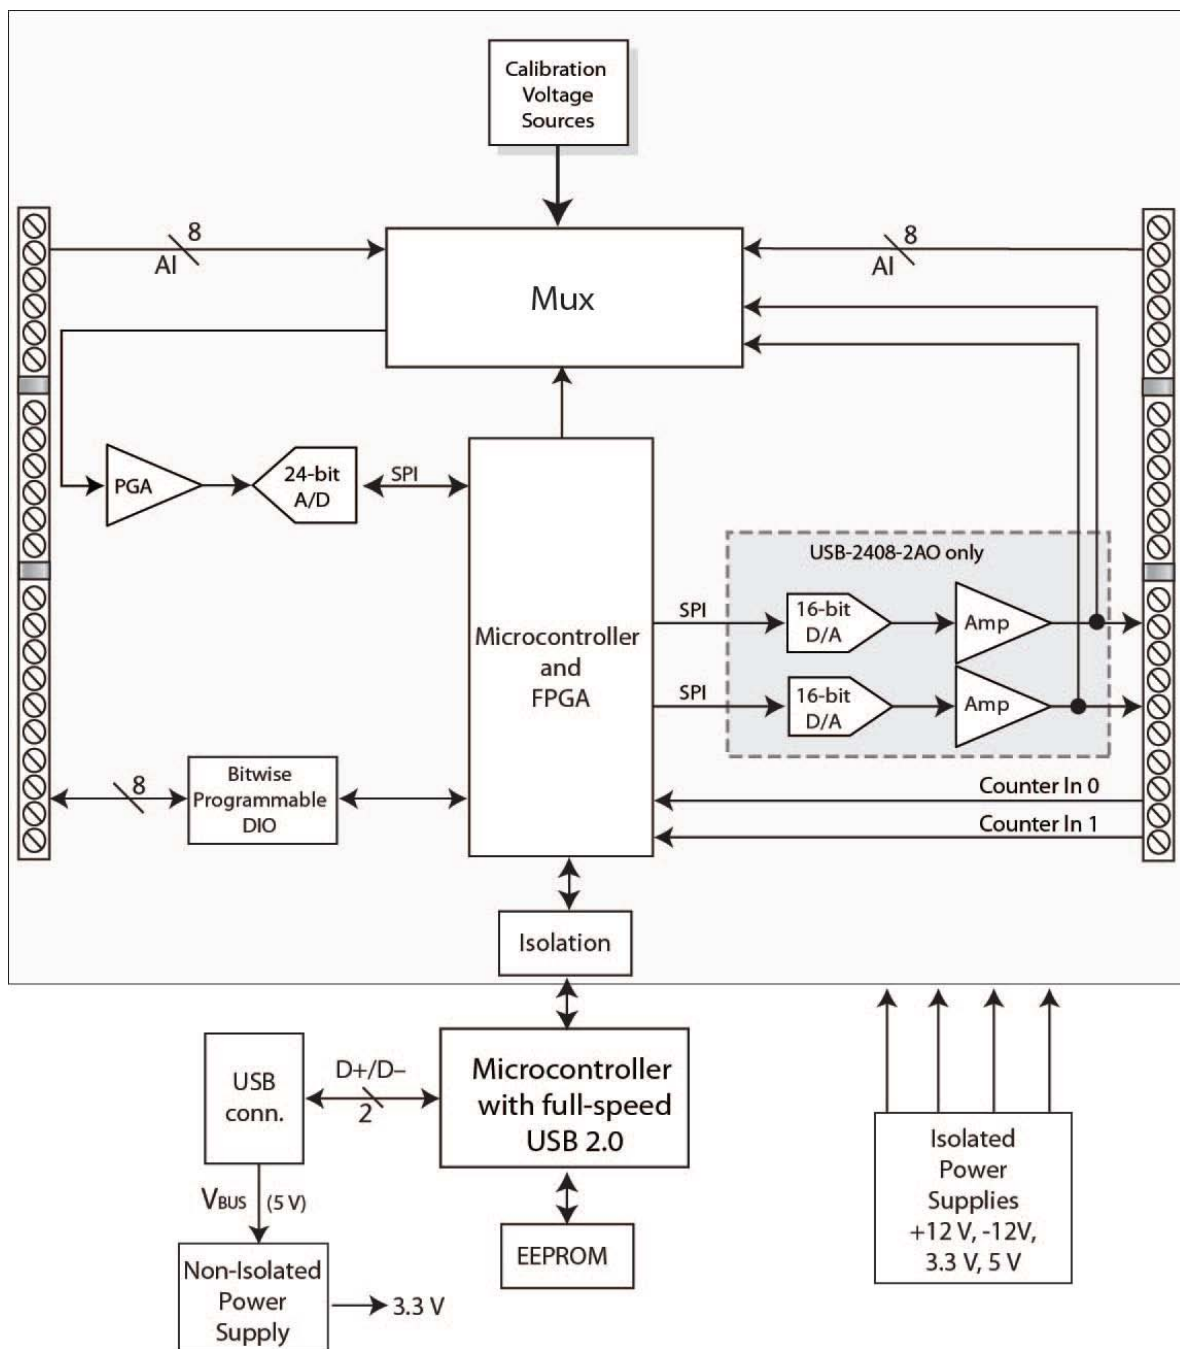 Calibration
Voltage
Sources
8
AI
8
AI
Mux
PGA
24-bit
A/D
SPI
USB-2408-2AO only
Microcontroller
and
FPGA
SPI
16-bit
D/A
Amp
SPI
16-bit
D/A
Amp
8
Bitwise
Programmable
DIO
Counter In 0
Counter In 1
Isolation
USB
conn.
D+/D–
2
Microcontroller
with full-speed
USB 2.0
Isolated
Power
Supplies
+12 V, -12V,
3.3 V, 5 V
VBUS (5 V)
EEPROM
Non-Isolated
Power
Supply
3.3 V